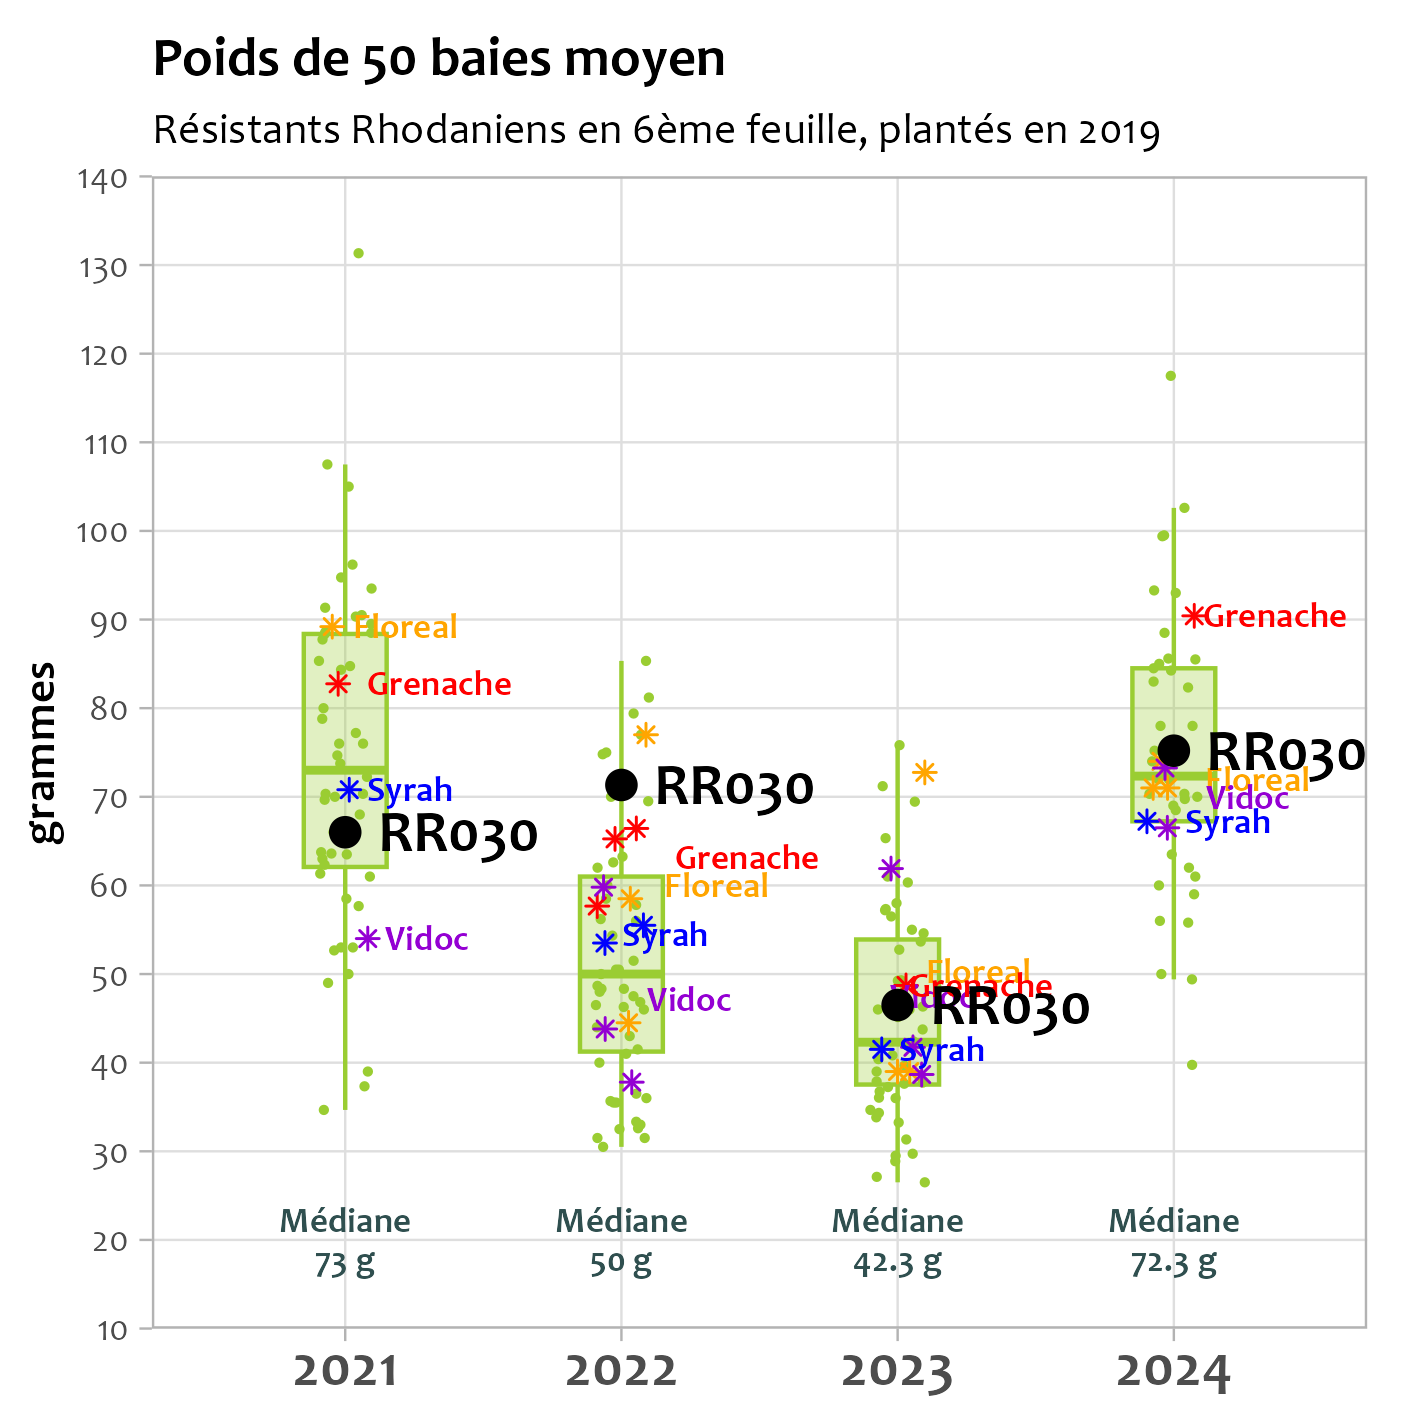 Poids de 50 baies moyen
Résistants Rhodaniens en 6ème feuille, plantés en 2019
grammes
140
130
120
110
100
90
80
70
60
50
40
30
20
10
Floreal
Grenache
Syrah
RR030
Vidoc
RR030
Grenache
Floreal
Syrah
Vidoc
Floreal
Grenache
Vidoc
RR030
Syrah
Grenache
RR030
Floreal
Vidoc
Syrah
Médiane
73 g
Médiane
50 g
Médiane
42.3 g
Médiane
72.3 g
2021
2022
2023
2024